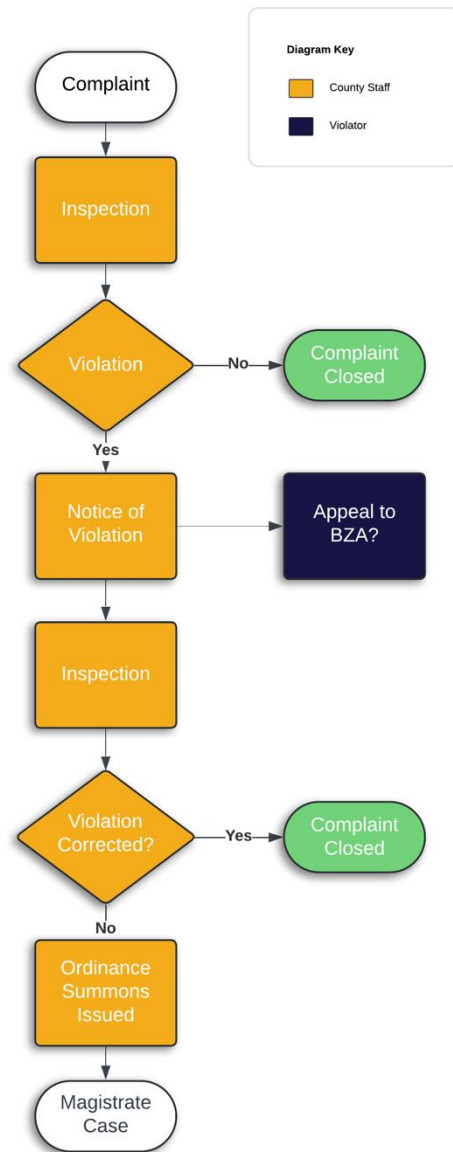 Diagram Key
County Staff
Violator
Complaint
Inspection
Violation
No
Complaint
Closed
Yes
Notice of
Violation
Appeal to
BZA?
Inspection
Violation
Corrected?
Yes
Complaint
Closed
No
Ordinance
Summons
Issued
Magistrate
Case